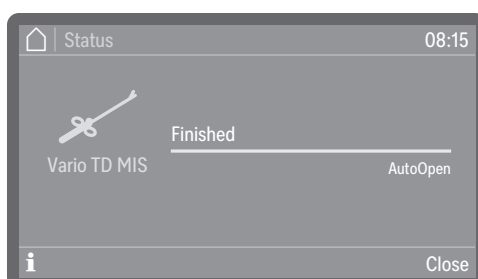 Status 08:15
Finished
Vario TD MIS
AutoOpen
i Close